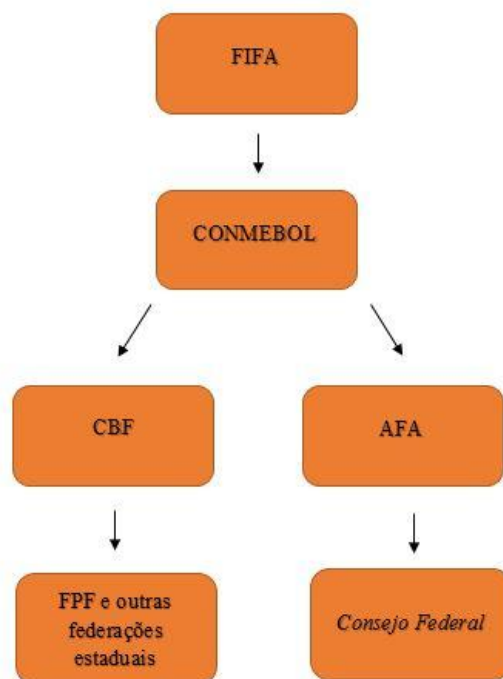 FIFA
CONMEBOL
CBF
AFA
FPF e outras
federações
estaduais
Consejo Federal